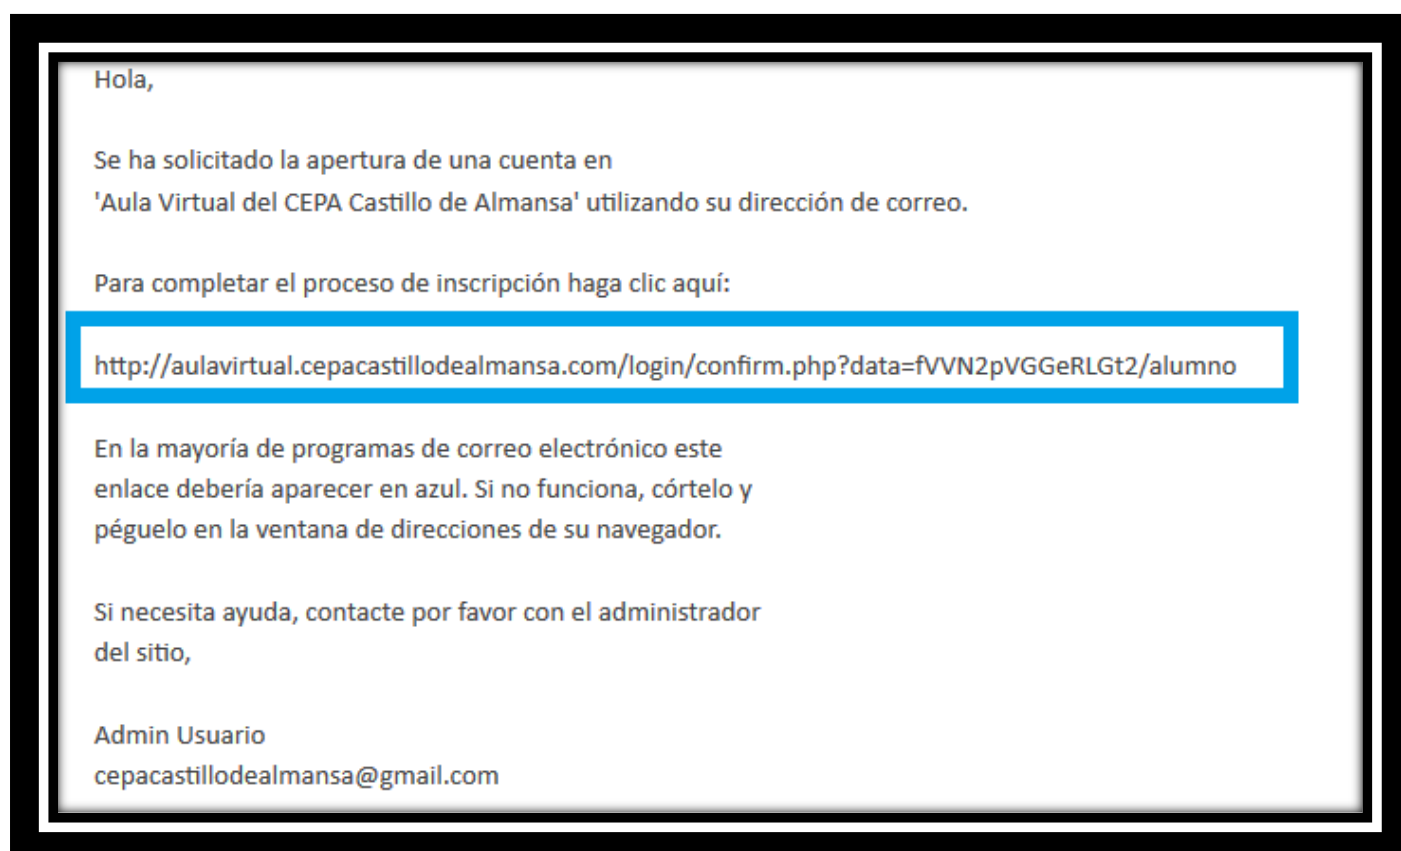 Hola,
Se ha solicitado la apertura de una cuenta en
'Aula Virtual del CEPA Castillo de Almansa' utilizando su dirección de correo.
Para completar el proceso de inscripción haga clic aquí:
http://aulavirtual.cepacastillodealmansa.com/login/confirm.php?data=fVVN2pVGGeRLGt2/alumno
En la mayoría de programas de correo electrónico este
enlace debería aparecer en azul. Si no funciona, córtelo y
péguelo en la ventana de direcciones de su navegador.
Si necesita ayuda, contacte por favor con el administrador
del sitio,
Admin Usuario
cepacastillodealmansa@gmail.com